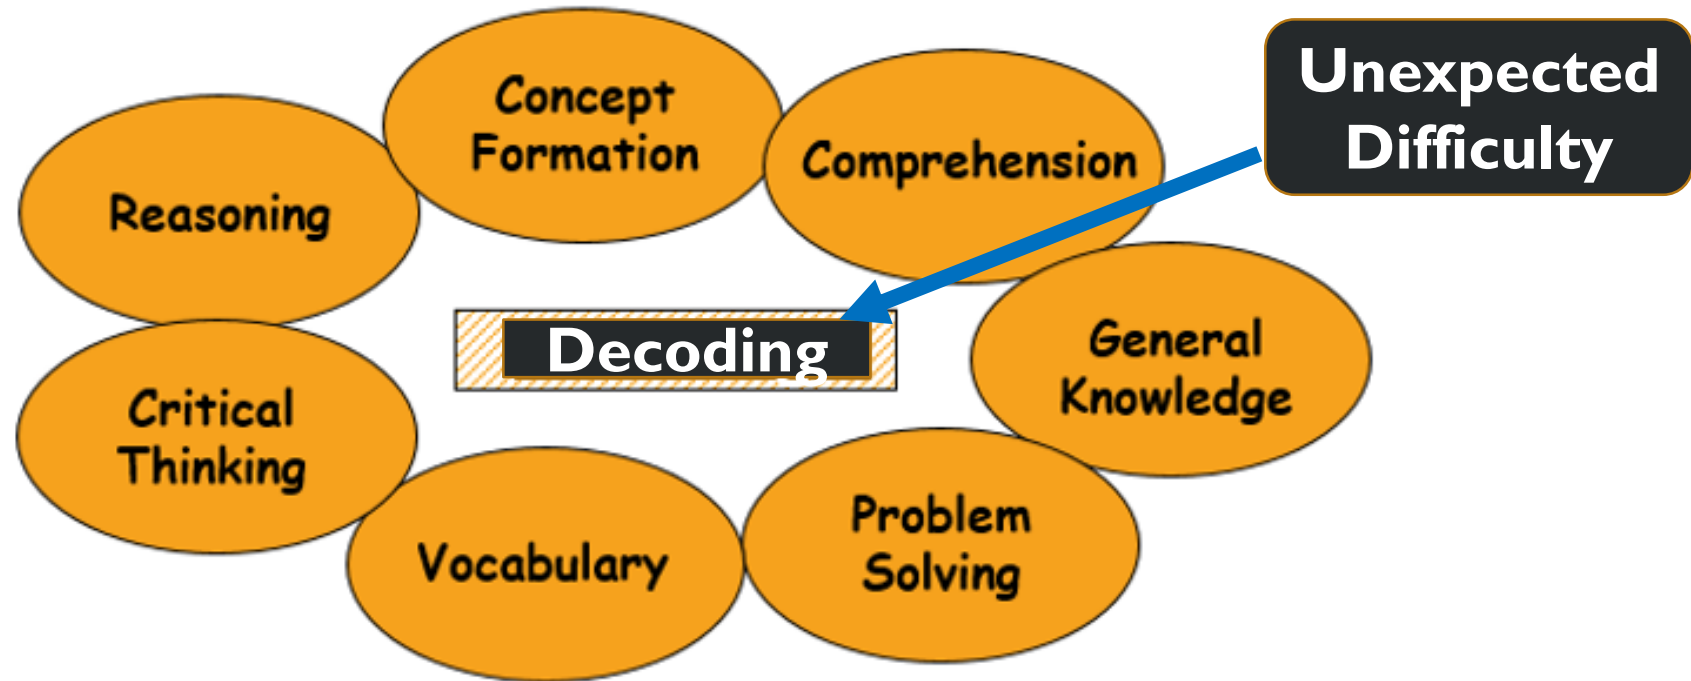 Concept
Formation
Comprehension
Unexpected
Difficulty
Reasoning
Decoding
General
Knowledge
Critical
Thinking
Vocabulary
Problem
Solving